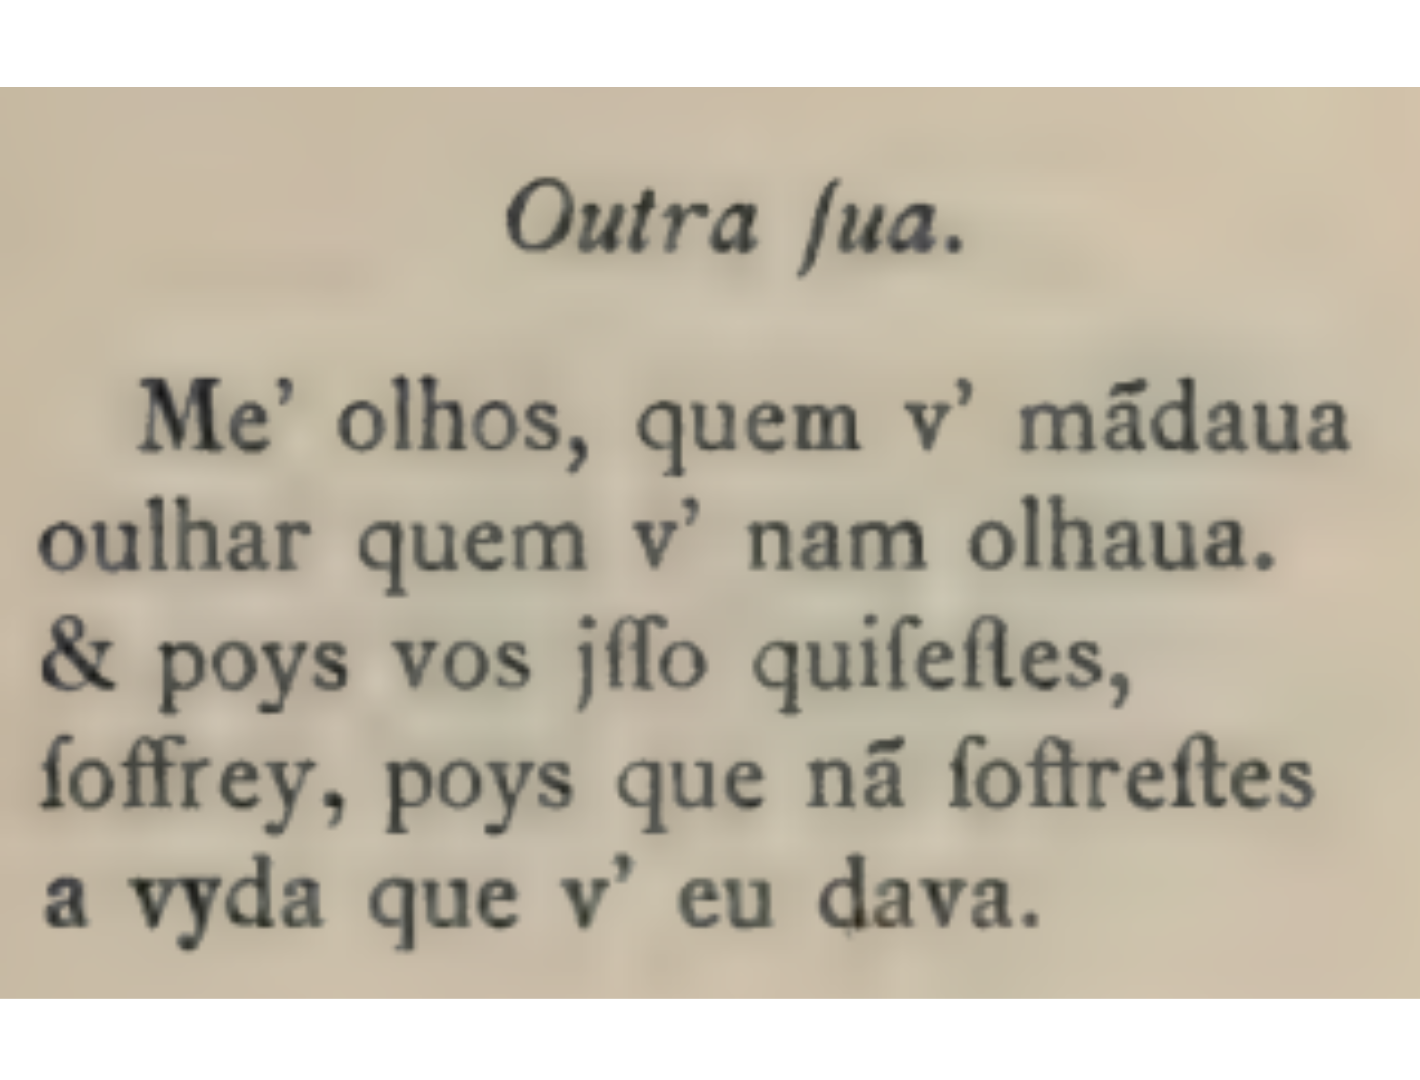 Outra ſua.
Me’ olhos, quem v’ mãdaua
oulhar quem v’ nam olhaua.
& poys vos jſſo quiſeſtes,
ſoffrey, poys que nã ſoffreſtes
a vyda que v’ eu dava.